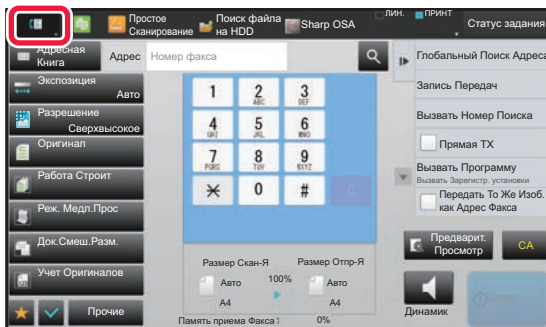 Простое
Сканирование
Поиск файла
на HDD
Sharp OSA
ЛИН.
ПРИНТ
Статус задания
Адресная
Книга
Адрес
Номер факса
Глобальный Поиск Адреса
Экспозиция
Авто
1
2
ABC
3
DEF
Запись Передач
Разрешение
Сверхвысокое
4
GHI
5
JKL
6
MNO
Вызвать Номер Поиска
Оригинал
Прямая TX
7
PQRS
8
TUV
9
WXYZ
Вызвать Программу
Вызвать Зарегистр. установки
Работа Строит
0
#
C
Передать То Же Изоб.
как Адрес Факса
Реж. Медл.Прос
Док.Смеш.Разм.
Предварит.
Просмотр
CA
Размер Скан-Я
Размер Отпр-Я
Учет Оригиналов
Авто
100%
Авто
A4
A4
Прочие
Память приема Факса
0%
Динамик
Старт